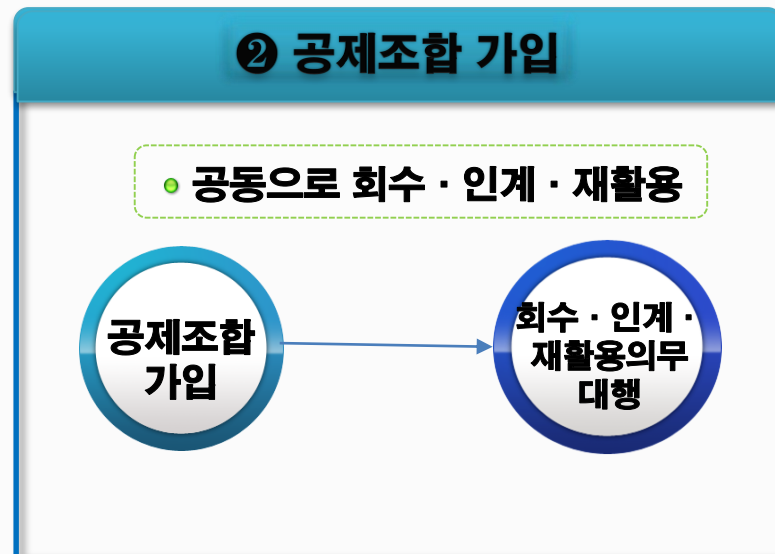 ❷ 공제조합 가입
공동으로 회수 · 인계 · 재활용
공제조합
가입
회수 · 인계 ·
재활용의무
대행